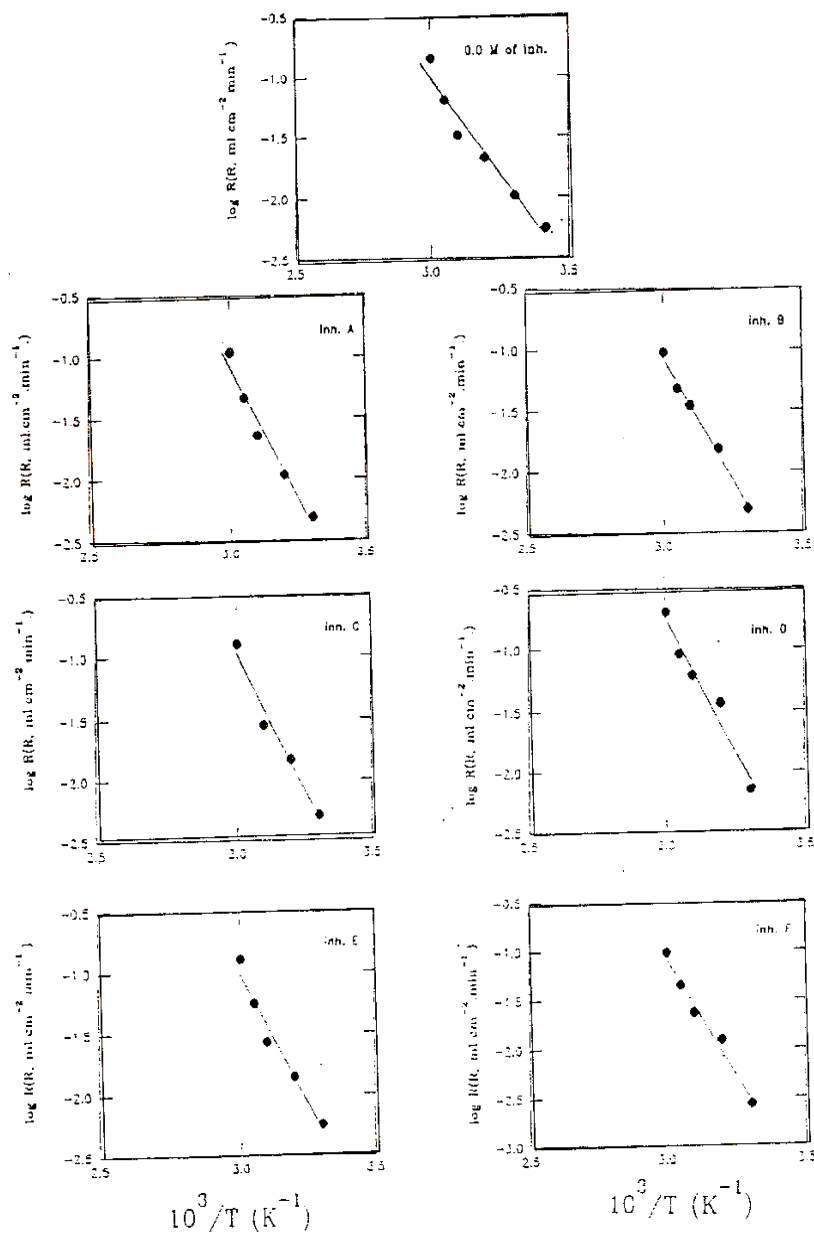 -0.5
0.0 M of inh.
-1.0
-1.5
-2.0
-2.5
2.5 3.0 3.5
log R(R, ml cm⁻² min⁻¹)
-0.5 -0.5
inh. A inh. B
-1.0 -1.0
-1.5 -1.5
-2.0 -2.0
-2.5 -2.5
2.5 3.0 3.5 2.5 3.0 3.5
log R(R, ml.cm⁻².min⁻¹.) log R(R, ml.cm⁻².min⁻¹.)
-0.5 -0.5
inh. C inh. D
-1.0 -1.0
-1.5 -1.5
-2.0 -2.0
-2.5 -2.5
2.5 3.0 3.5 2.5 3.0 3.5
log R(R, ml cm⁻² min⁻¹.) log R(R, ml cm⁻².min⁻¹.)
-0.5 -0.5
inh. E inh. F
-1.0 -1.0
-1.5 -1.5
-2.0 -2.0
-2.5 -2.5
-3.0
2.5 3.0 3.5 2.5 3.0 3.5
log R(R, ml cm⁻² min⁻¹) log R(R, ml cm⁻².min⁻¹)
10³/T (K⁻¹) 10³/T (K⁻¹)